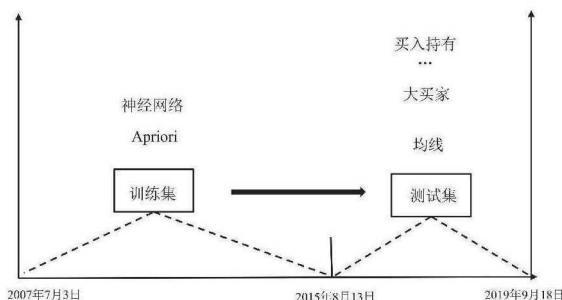 买入持有
...
大买家
神经网络
Apriori
均线
训练集
测试集
2007年7月3日
2015年8月13日
2019年9月18日